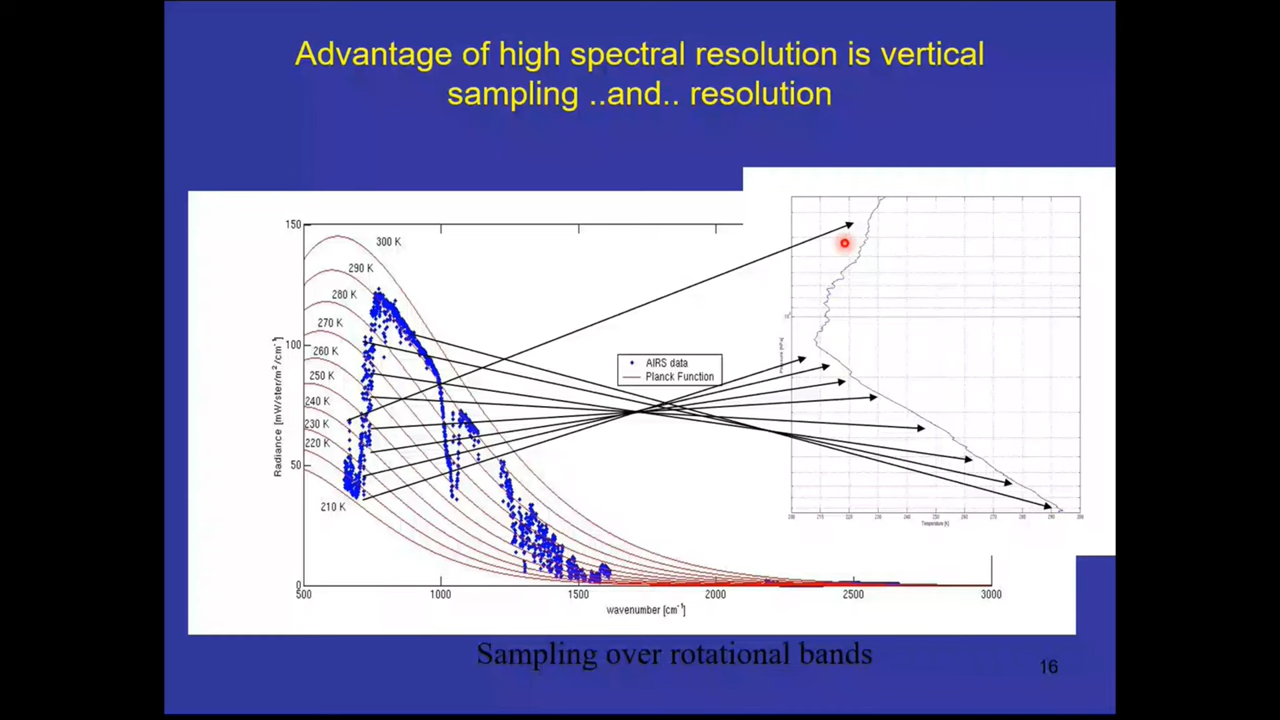 Advantage of high spectral resolution is vertical
sampling ..and.. resolution
150
100
50
0
Radiance [mW/ster/m²/cm⁻¹]
300 K
290 K
280 K
270 K
260 K
250 K
240 K
230 K
220 K
210 K
AIRS data
Planck Function
500
1000
1500
2000
2500
3000
wavenumber [cm⁻¹]
Temperature [K]
Sampling over rotational bands
16